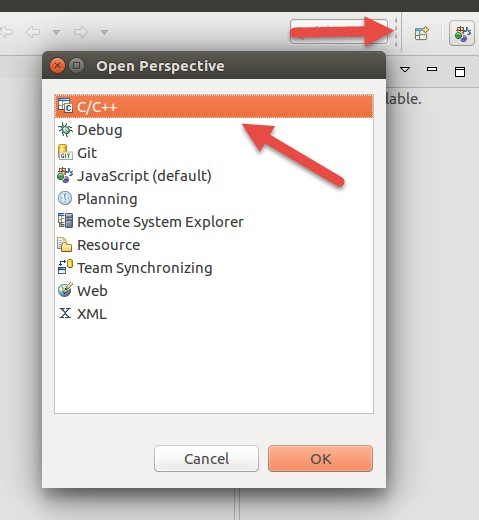 Open Perspective
lable.
C/C++
Debug
Git
JavaScript (default)
Planning
Remote System Explorer
Resource
Team Synchronizing
Web
XML
Cancel
OK